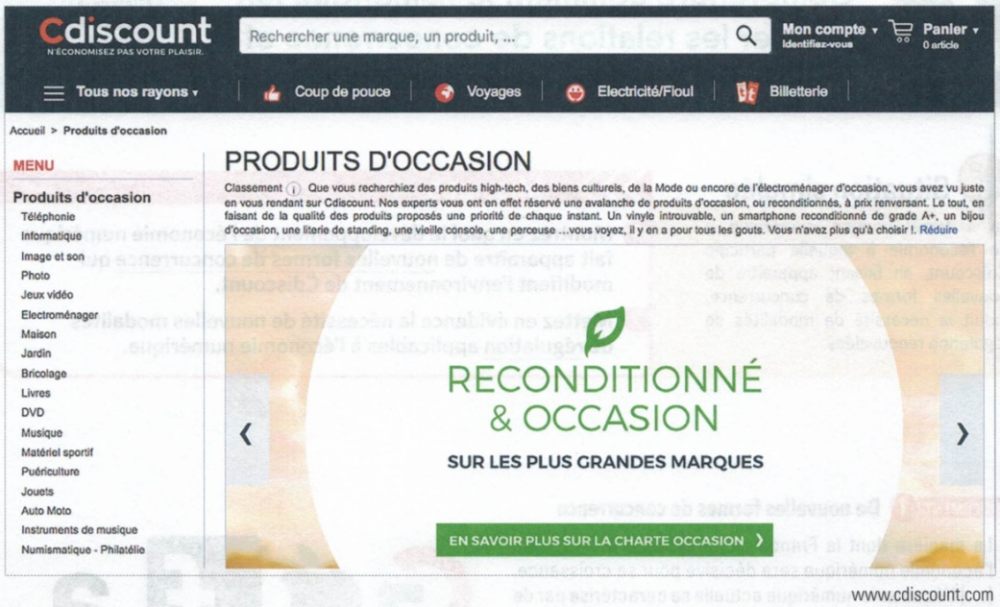 Cdiscount
N'ÉCONOMISEZ PAS VOTRE PLAISIR.
Rechercher une marque, un produit, ...
Mon compte
Identifiez-vous
Panier
0 article
Tous nos rayons
Coup de pouce
Voyages
Electricité/Fioul
Billetterie
Accueil > Produits d'occasion
MENU
Produits d'occasion
Téléphonie
Informatique
Image et son
Photo
Jeux vidéo
Electroménager
Maison
Jardin
Bricolage
Livres
DVD
Musique
Matériel sportif
Puériculture
Jouets
Auto Moto
Instruments de musique
Numismatique - Philatélie
PRODUITS D'OCCASION
Classement i Que vous recherchiez des produits high-tech, des biens culturels, de la Mode ou encore de l'électroménager d'occasion, vous avez vu juste
en vous rendant sur Cdiscount. Nos experts vous ont en effet réservé une avalanche de produits d'occasion, ou reconditionnés, à prix renversant. Le tout, en
faisant de la qualité des produits proposés une priorité de chaque instant. Un vinyle introuvable, un smartphone reconditionné de grade A+, un bijou
d'occasion, une literie de standing, une vieille console, une perceuse ...vous voyez, il y en a pour tous les gouts. Vous n'avez plus qu'à choisir !. Réduire
RECONDITIONNÉ
& OCCASION
SUR LES PLUS GRANDES MARQUES
EN SAVOIR PLUS SUR LA CHARTE OCCASION
www.cdiscount.com